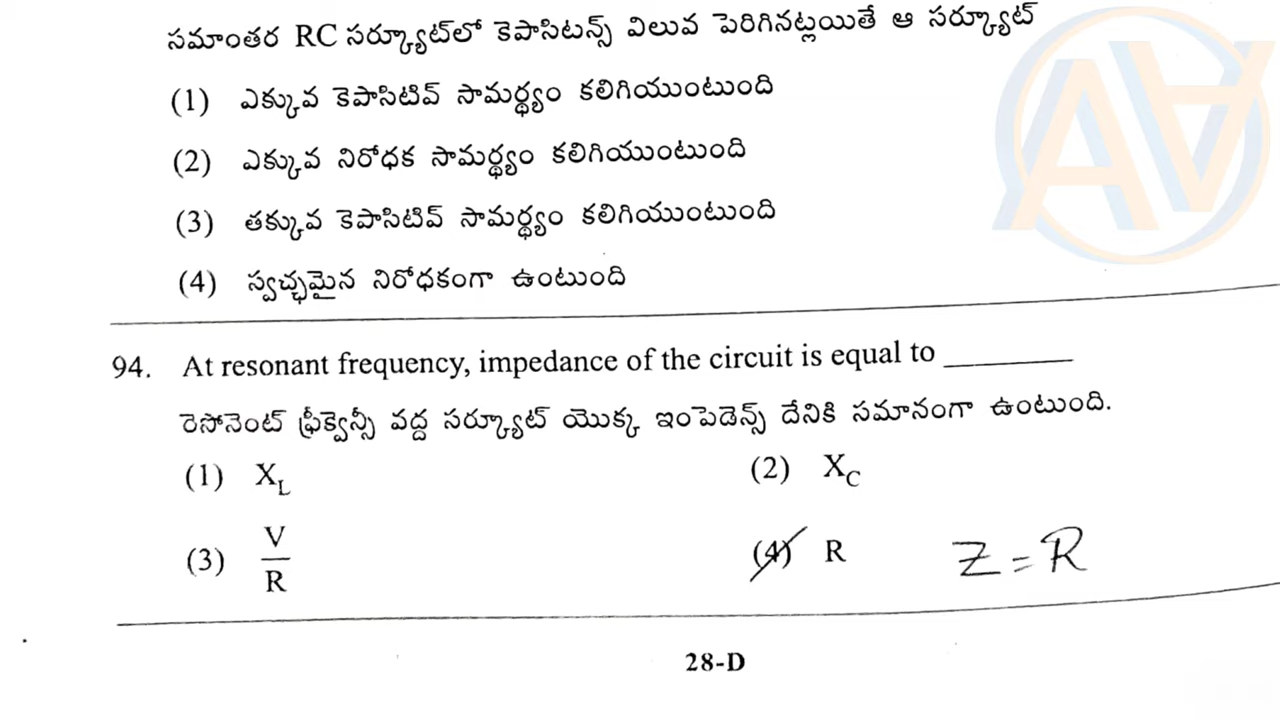 సమాంతర RC సర్క్యూట్‌లో కెపాసిటన్స్ విలువ పెరిగినట్లయితే ఆ సర్క్యూట్
(1) ఎక్కువ కెపాసిటివ్ సామర్థ్యం కలిగియుంటుంది
(2) ఎక్కువ నిరోధక సామర్థ్యం కలిగియుంటుంది
(3) తక్కువ కెపాసిటివ్ సామర్థ్యం కలిగియుంటుంది
(4) స్వచ్ఛమైన నిరోధకంగా ఉంటుంది
94. At resonant frequency, impedance of the circuit is equal to ________
రెసోనెంట్ ఫ్రీక్వెన్సీ వద్ద సర్క్యూట్ యొక్క ఇంపెడెన్స్ దేనికి సమానంగా ఉంటుంది.
(1) X_L (2) X_C
(3) V/R (4) R Z = R
28-D